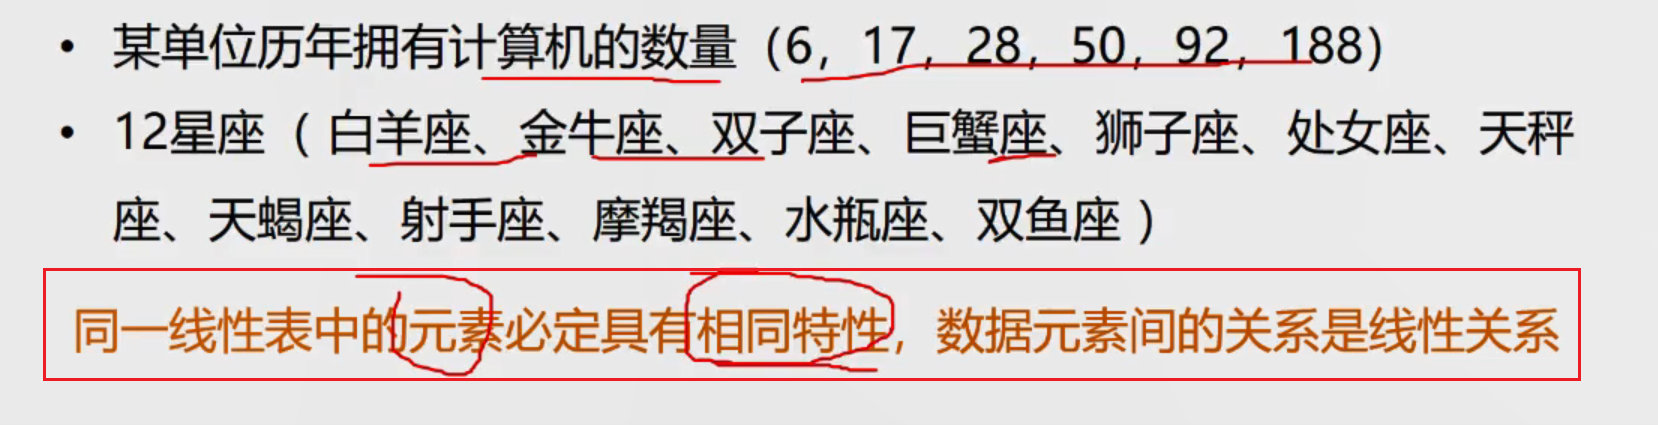 • 某单位历年拥有计算机的数量（6，17，28，50，92，188）
• 12星座（ 白羊座、金牛座、双子座、巨蟹座、狮子座、处女座、天秤
座、天蝎座、射手座、摩羯座、水瓶座、双鱼座 ）
同一线性表中的元素必定具有相同特性，数据元素间的关系是线性关系